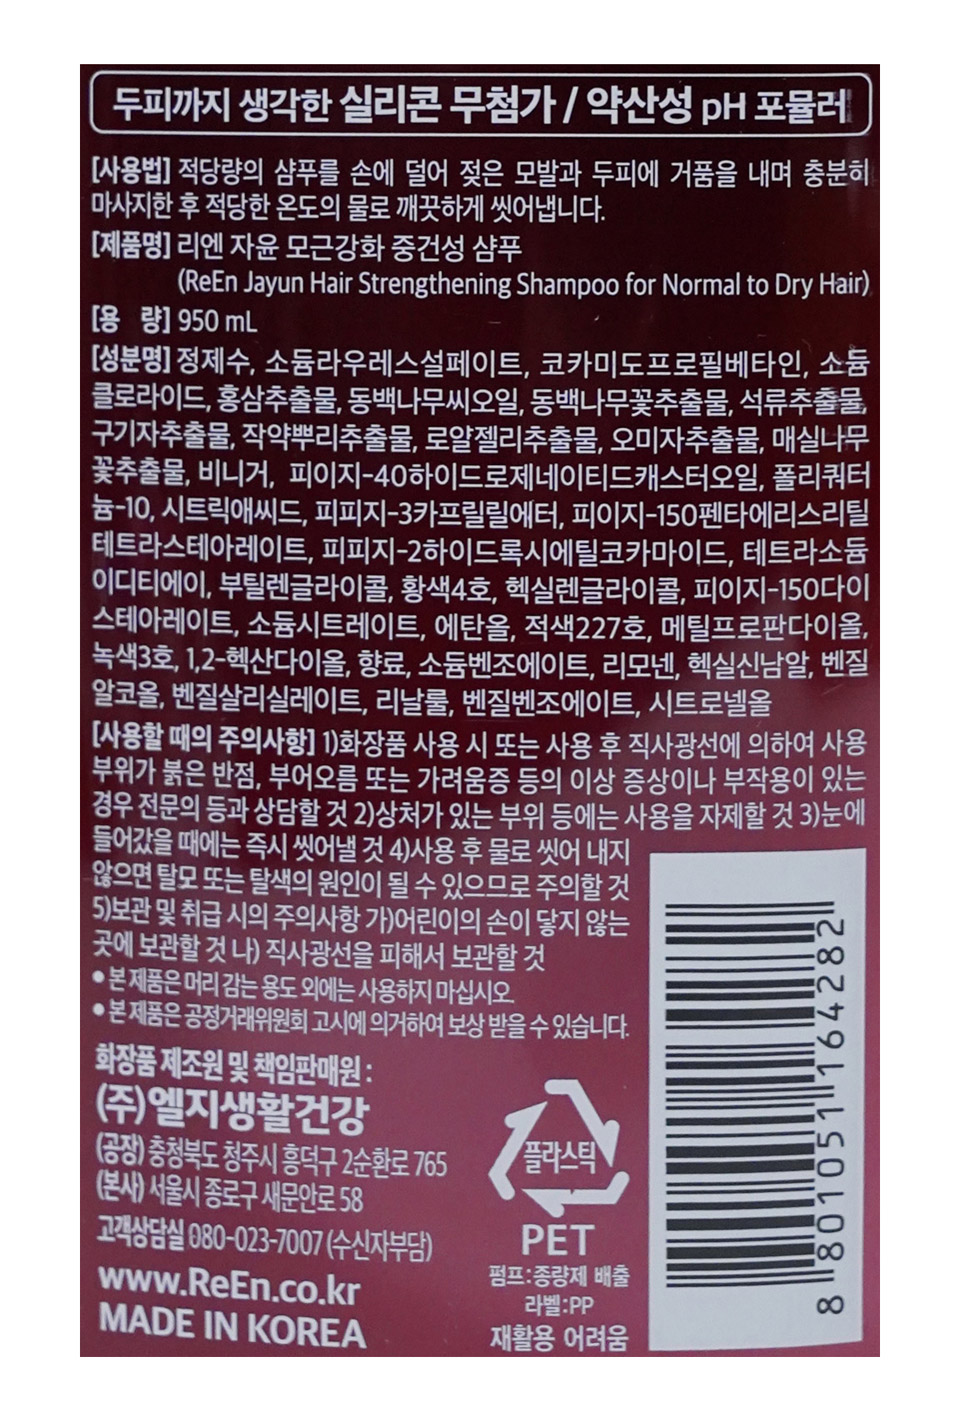 두피까지 생각한 실리콘 무첨가 / 약산성 pH 포뮬러
[사용법] 적당량의 샴푸를 손에 덜어 젖은 모발과 두피에 거품을 내며 충분히
마사지한 후 적당한 온도의 물로 깨끗하게 씻어냅니다.
[제품명] 리엔 자윤 모근강화 중건성 샴푸
(ReEn Jayun Hair Strengthening Shampoo for Normal to Dry Hair)
[용 량] 950 mL
[성분명] 정제수, 소듐라우레스설페이트, 코카미도프로필베타인, 소듐
클로라이드, 홍삼추출물, 동백나무씨오일, 동백나무꽃추출물, 석류추출물,
구기자추출물, 작약뿌리추출물, 로얄젤리추출물, 오미자추출물, 매실나무
꽃추출물, 비니거, 피이지-40하이드로제네이티드캐스터오일, 폴리쿼터
늄-10, 시트릭애씨드, 피피지-3카프릴릴에터, 피이지-150펜타에리스리틸
테트라스테아레이트, 피피지-2하이드록시에틸코카마이드, 테트라소듐
이디티에이, 부틸렌글라이콜, 황색4호, 헥실렌글라이콜, 피이지-150다이
스테아레이트, 소듐시트레이트, 에탄올, 적색227호, 메틸프로판다이올,
녹색3호, 1,2-헥산다이올, 향료, 소듐벤조에이트, 리모넨, 헥실신남알, 벤질
알코올, 벤질살리실레이트, 리날룰, 벤질벤조에이트, 시트로넬올
[사용할 때의 주의사항] 1)화장품 사용 시 또는 사용 후 직사광선에 의하여 사용
부위가 붉은 반점, 부어오름 또는 가려움증 등의 이상 증상이나 부작용이 있는
경우 전문의 등과 상담할 것 2)상처가 있는 부위 등에는 사용을 자제할 것 3)눈에
들어갔을 때에는 즉시 씻어낼 것 4)사용 후 물로 씻어 내지
않으면 탈모 또는 탈색의 원인이 될 수 있으므로 주의할 것
5)보관 및 취급 시의 주의사항 가)어린이의 손이 닿지 않는
곳에 보관할 것 나) 직사광선을 피해서 보관할 것
• 본 제품은 머리 감는 용도 외에는 사용하지 마십시오.
• 본 제품은 공정거래위원회 고시에 의거하여 보상 받을 수 있습니다.
화장품 제조원 및 책임판매원 :
(주)엘지생활건강
(공장) 충청북도 청주시 흥덕구 2순환로 765
(본사) 서울시 종로구 새문안로 58
고객상담실 080-023-7007 (수신자부담)
www.ReEn.co.kr
MADE IN KOREA
플라스틱
PET
펌프:종량제 배출
라벨:PP
재활용 어려움
8 801051 164282